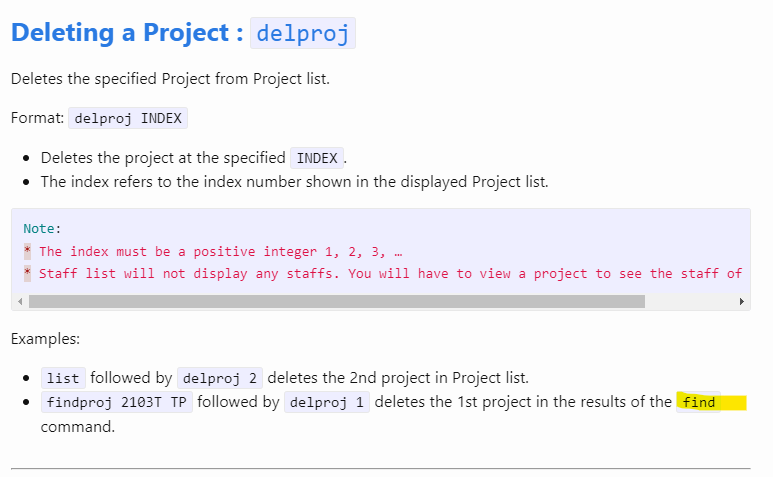 Deleting a Project : delproj
Deletes the specified Project from Project list.
Format: delproj INDEX
• Deletes the project at the specified INDEX.
• The index refers to the index number shown in the displayed Project list.
Note:
* The index must be a positive integer 1, 2, 3, …
* Staff list will not display any staffs. You will have to view a project to see the staff of
Examples:
• list followed by delproj 2 deletes the 2nd project in Project list.
• findproj 2103T TP followed by delproj 1 deletes the 1st project in the results of the find
command.